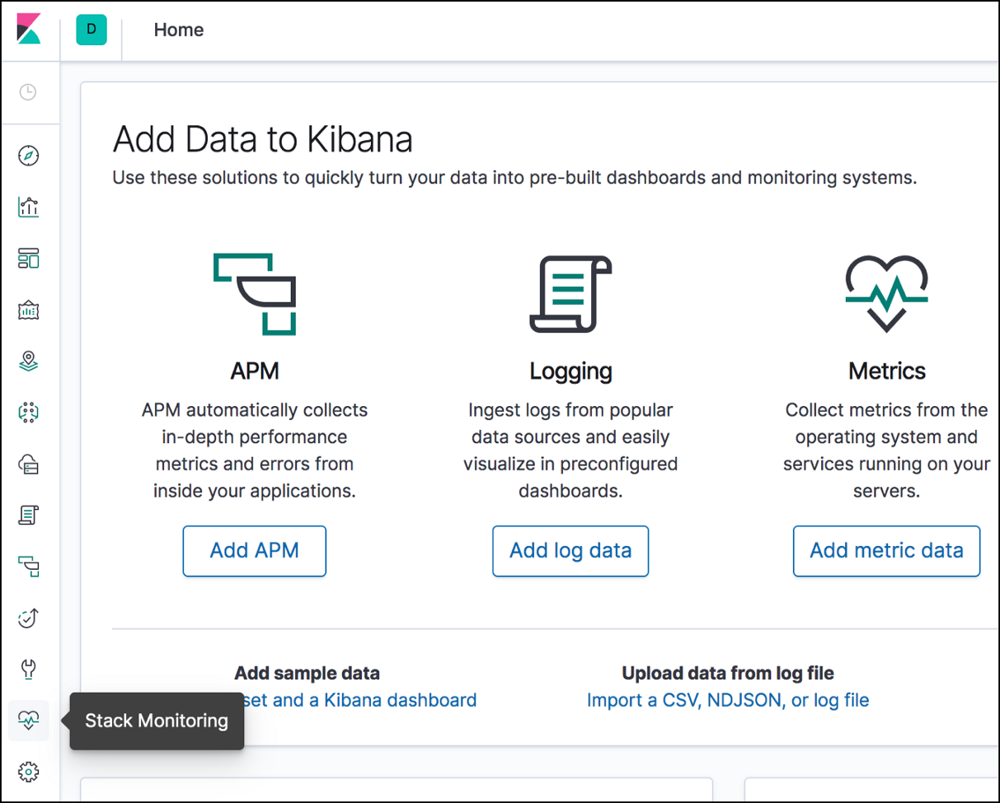 D
Home
Add Data to Kibana
Use these solutions to quickly turn your data into pre-built dashboards and monitoring systems.
APM
APM automatically collects
in-depth performance
metrics and errors from
inside your applications.
Add APM
Logging
Ingest logs from popular
data sources and easily
visualize in preconfigured
dashboards.
Add log data
Metrics
Collect metrics from the
operating system and
services running on your
servers.
Add metric data
Add sample data
set and a Kibana dashboard
Upload data from log file
Import a CSV, NDJSON, or log file
Stack Monitoring